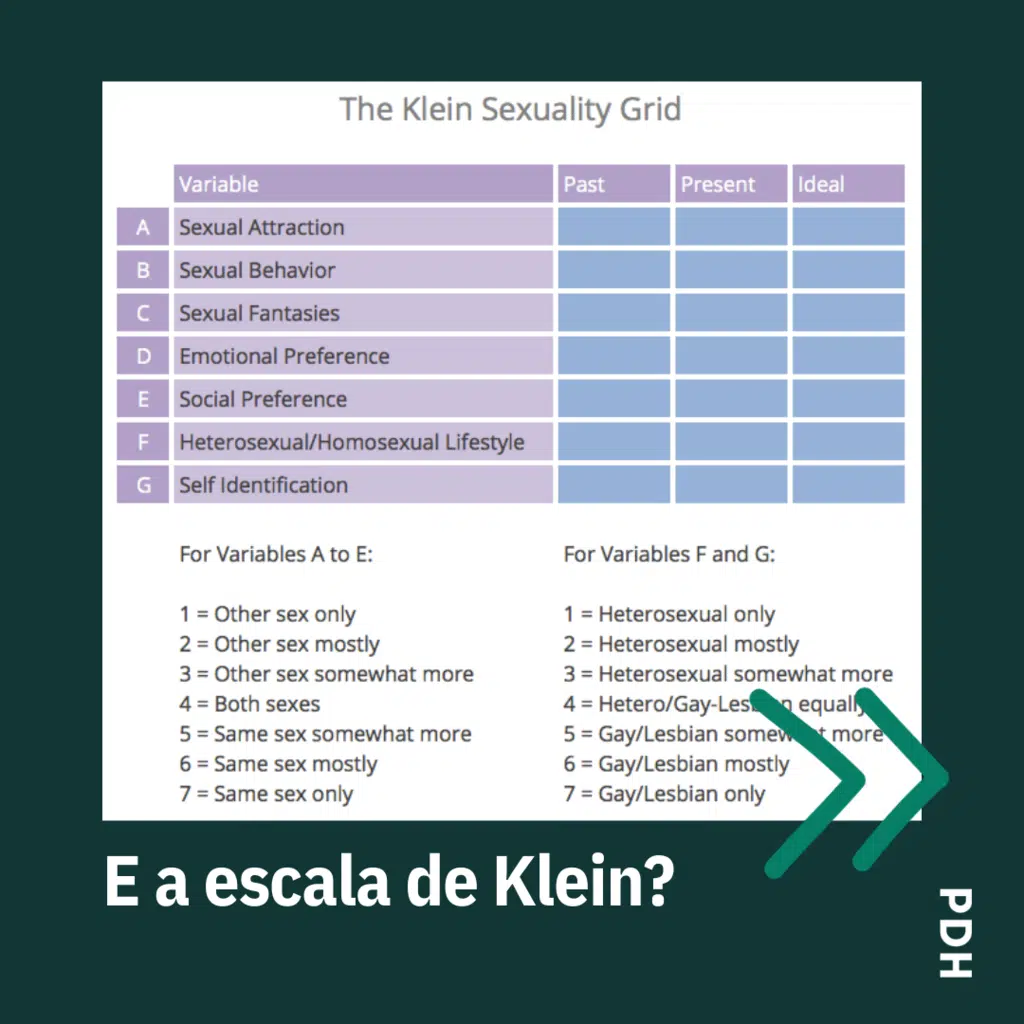 The Klein Sexuality Grid
Variable Past Present Ideal
A Sexual Attraction
B Sexual Behavior
C Sexual Fantasies
D Emotional Preference
E Social Preference
F Heterosexual/Homosexual Lifestyle
G Self Identification
For Variables A to E: For Variables F and G:
1 = Other sex only 1 = Heterosexual only
2 = Other sex mostly 2 = Heterosexual mostly
3 = Other sex somewhat more 3 = Heterosexual somewhat more
4 = Both sexes 4 = Hetero/Gay-Lesbian equally
5 = Same sex somewhat more 5 = Gay/Lesbian somewhat more
6 = Same sex mostly 6 = Gay/Lesbian mostly
7 = Same sex only 7 = Gay/Lesbian only
E a escala de Klein?
PDH